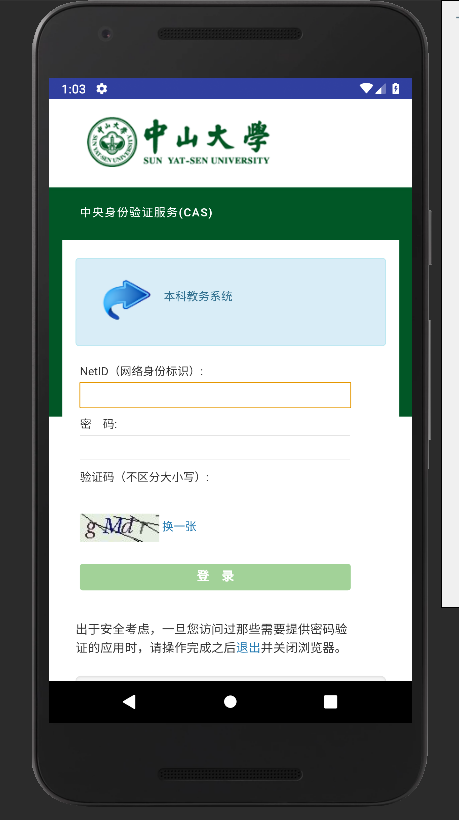 1:03
中山大學
SUN YAT-SEN UNIVERSITY
中央身份验证服务(CAS)
本科教务系统
NetID（网络身份标识）:
密　码:
验证码（不区分大小写）:
换一张
登 录
出于安全考虑，一旦您访问过那些需要提供密码验
证的应用时，请操作完成之后退出并关闭浏览器。